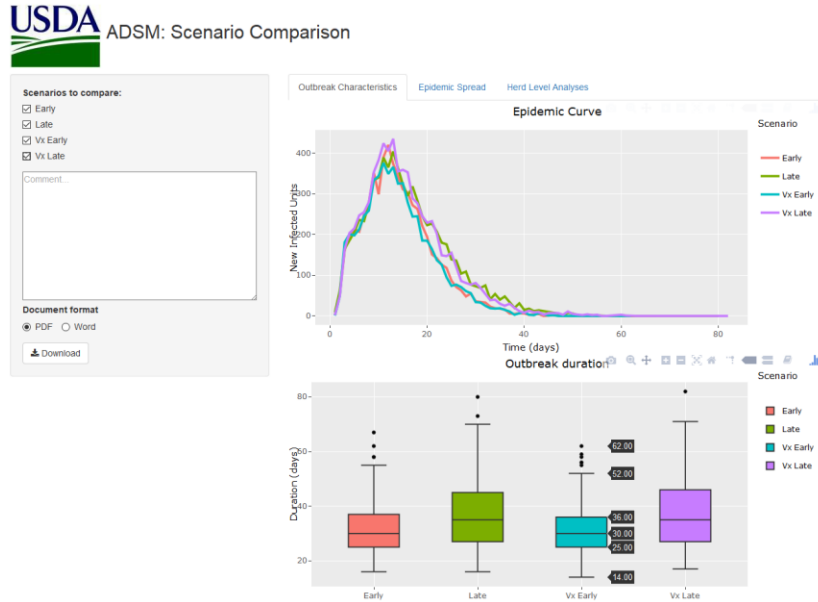 USDA
ADSM: Scenario Comparison
Scenarios to compare:
Early
Late
Vx Early
Vx Late
Comment...
Document format
PDF Word
Download
Outbreak Characteristics Epidemic Spread Herd Level Analyses
Epidemic Curve
Scenario
Early
Late
Vx Early
Vx Late
New Infected Units
400
300
200
100
0
0 20 40 60 80
Time (days)
Outbreak duration
Scenario
Early
Late
Vx Early
Vx Late
Duration (days)
80
60
40
20
62.00
52.00
36.00
30.00
25.00
14.00
Early Late Vx Early Vx Late